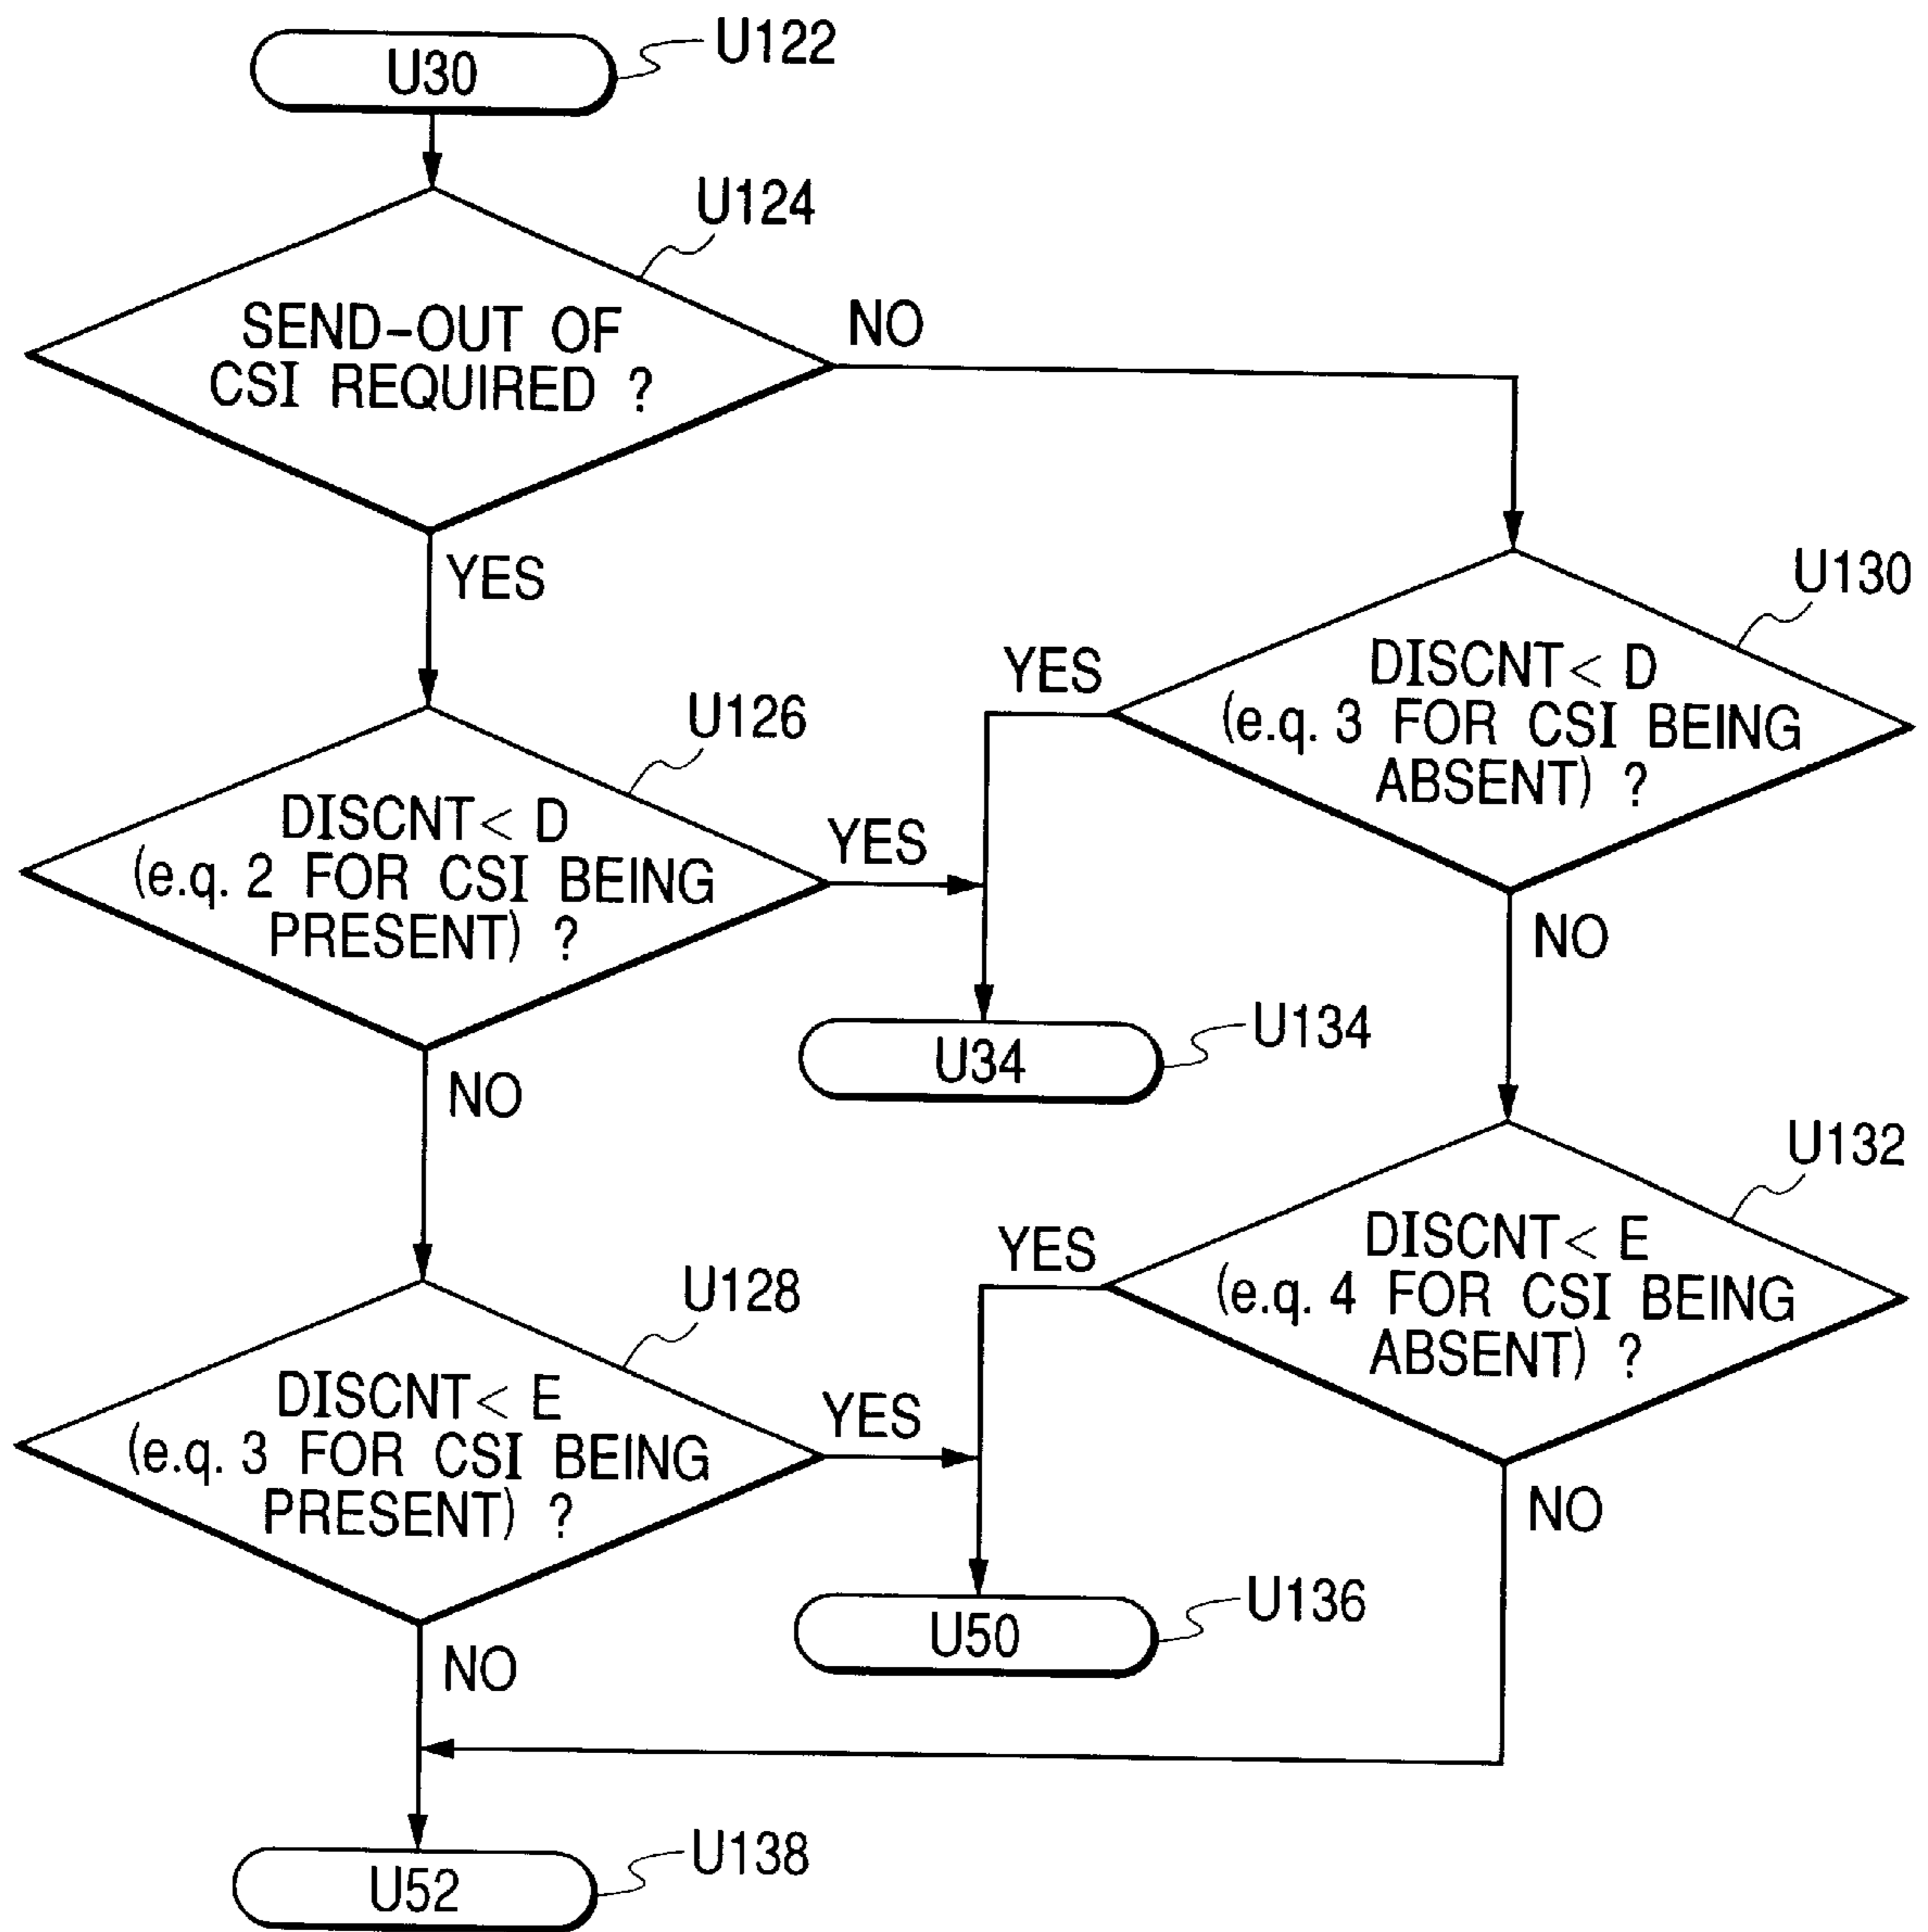 U30
U122
U124
SEND-OUT OF
CSI REQUIRED ?
NO
YES
U130
DISCNT< D
(e.q. 3 FOR CSI BEING
ABSENT) ?
YES
NO
U126
DISCNT< D
(e.q. 2 FOR CSI BEING
PRESENT) ?
YES
NO
U34
U134
U132
DISCNT< E
(e.q. 4 FOR CSI BEING
ABSENT) ?
YES
NO
U128
DISCNT< E
(e.q. 3 FOR CSI BEING
PRESENT) ?
YES
NO
U50
U136
U52
U138